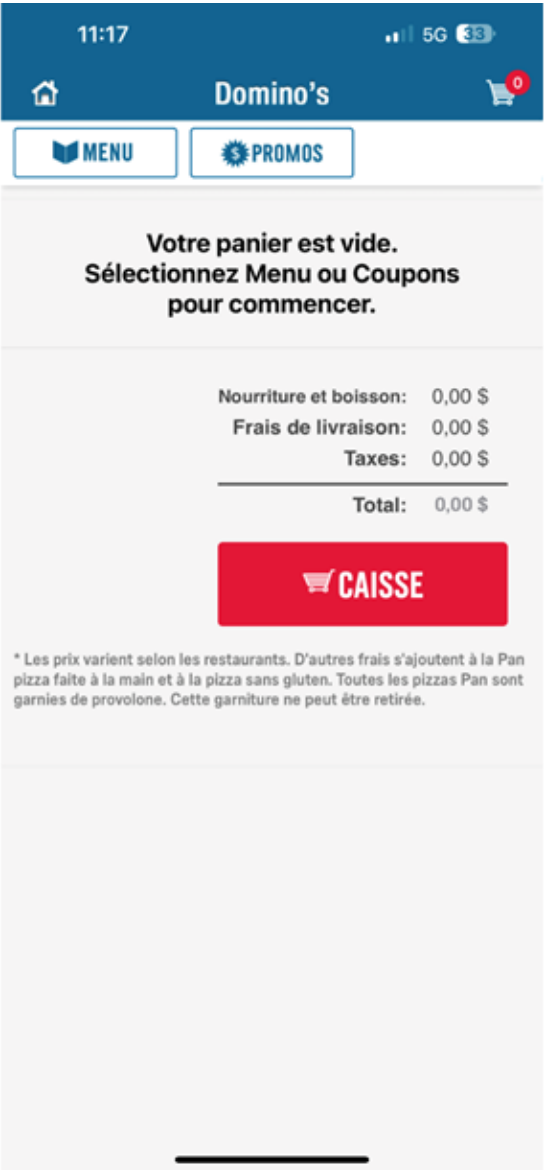 11:17
5G 33
Domino's
0
MENU
PROMOS
Votre panier est vide.
Sélectionnez Menu ou Coupons
pour commencer.
Nourriture et boisson: 0,00 $
Frais de livraison: 0,00 $
Taxes: 0,00 $
Total: 0,00 $
CAISSE
* Les prix varient selon les restaurants. D'autres frais s'ajoutent à la Pan
pizza faite à la main et à la pizza sans gluten. Toutes les pizzas Pan sont
garnies de provolone. Cette garniture ne peut être retirée.